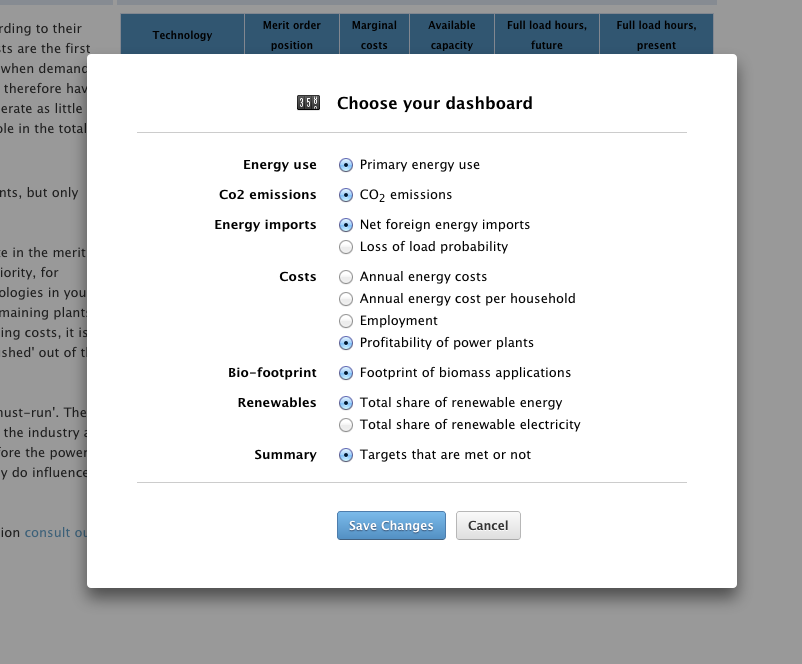 rding to their
sts are the first
when demand
therefore hav
erate as little
ble in the total
nts, but only
e in the merit
iority, for
ologies in you
maining plants
ing costs, it is
shed' out of t
must-run'. The
the industry a
fore the power
y do influence
ion consult ou
Technology
Merit order position
Marginal costs
Available capacity
Full load hours, future
Full load hours, present
358
Choose your dashboard
Energy use Primary energy use
Co2 emissions CO2 emissions
Energy imports Net foreign energy imports
Loss of load probability
Costs Annual energy costs
Annual energy cost per household
Employment
Profitability of power plants
Bio-footprint Footprint of biomass applications
Renewables Total share of renewable energy
Total share of renewable electricity
Summary Targets that are met or not
Save Changes Cancel